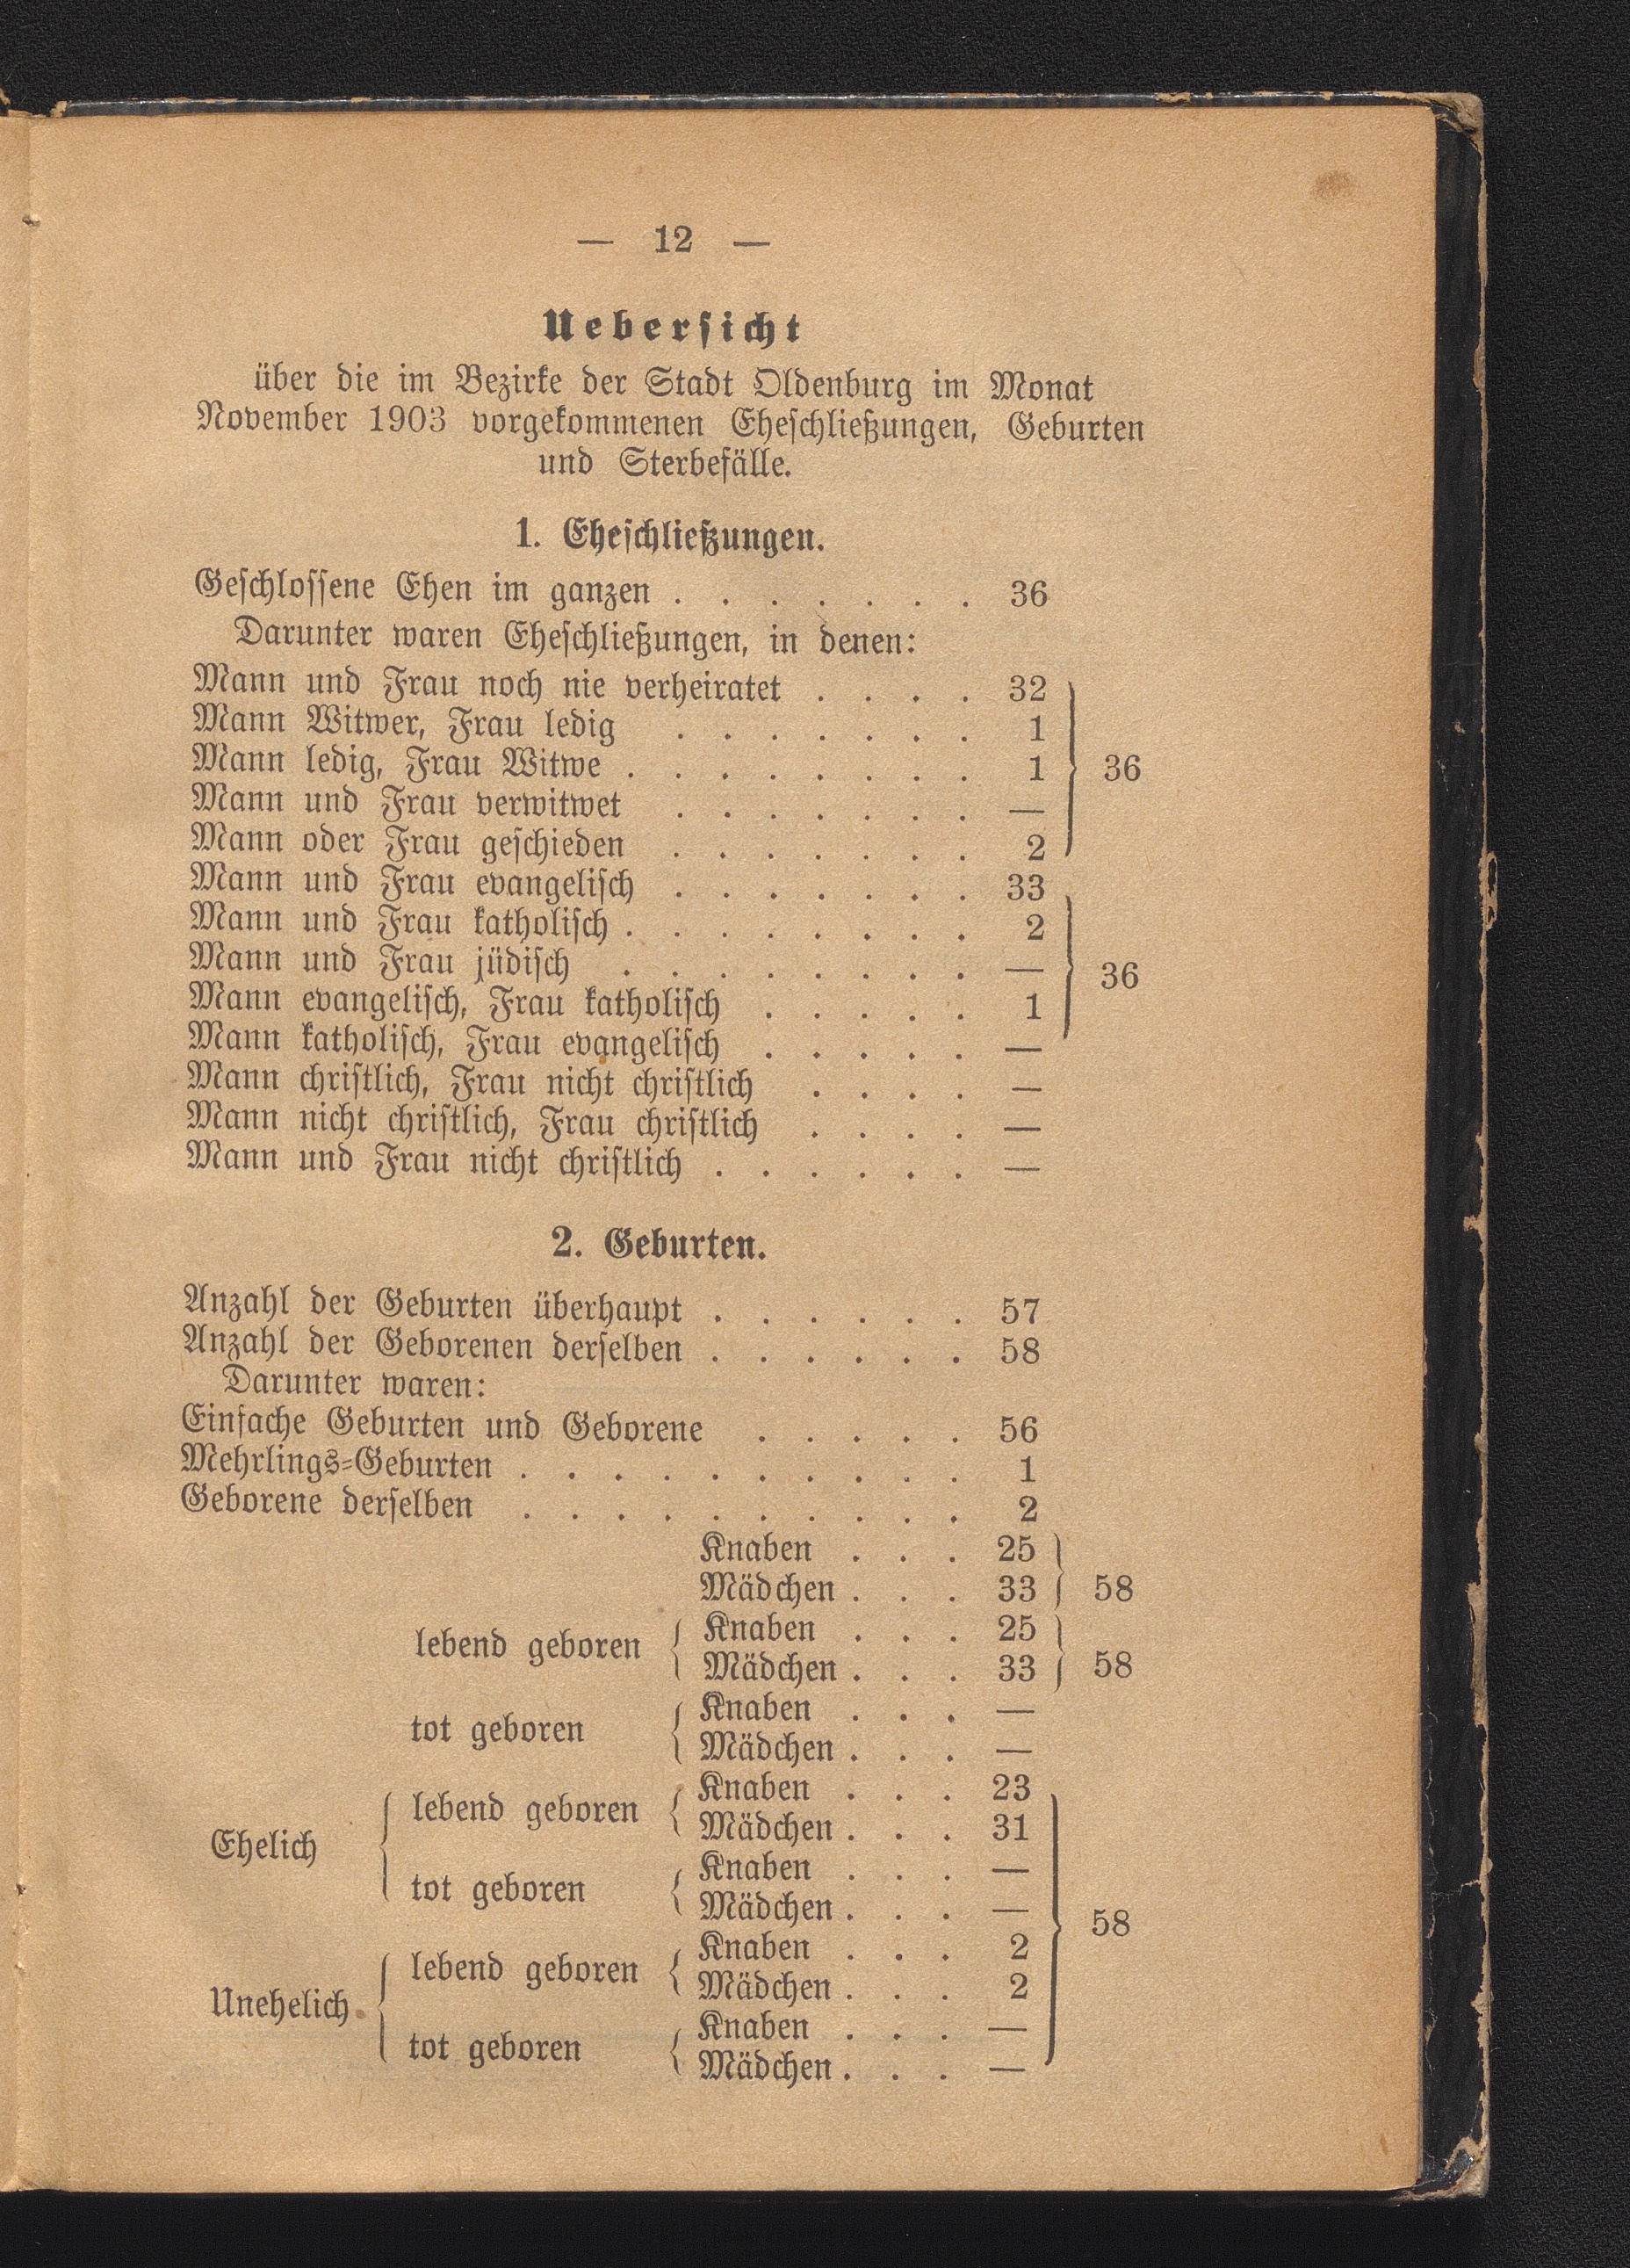 — 12 —
Uebersicht
über die im Bezirke der Stadt Oldenburg im Monat
November 1903 vorgekommenen Eheschließungen, Geburten
und Sterbefälle.
1. Eheschließungen.
Geschlossene Ehen im ganzen . . . . . . . 36
Darunter waren Eheschließungen, in denen:
Mann und Frau noch nie verheiratet . . . . 32
Mann Witwer, Frau ledig . . . . . . . 1
Mann ledig, Frau Witwe . . . . . . . . 1 } 36
Mann und Frau verwitwet . . . . . . . —
Mann oder Frau geschieden . . . . . . . 2
Mann und Frau evangelisch . . . . . . . 33
Mann und Frau katholisch . . . . . . . . 2
Mann und Frau jüdisch . . . . . . . . — } 36
Mann evangelisch, Frau katholisch . . . . . 1
Mann katholisch, Frau evangelisch . . . . . —
Mann christlich, Frau nicht christlich . . . . —
Mann nicht christlich, Frau christlich . . . . —
Mann und Frau nicht christlich . . . . . . —
2. Geburten.
Anzahl der Geburten überhaupt . . . . . . 57
Anzahl der Geborenen derselben . . . . . . 58
Darunter waren:
Einfache Geburten und Geborene . . . . . 56
Mehrlings-Geburten . . . . . . . . . . 1
Geborene derselben . . . . . . . . . . 2
Knaben . . . 25
Mädchen . . . 33 } 58
lebend geboren { Knaben . . . 25
Mädchen . . . 33 } 58
tot geboren { Knaben . . . —
Mädchen . . . —
Ehelich { lebend geboren { Knaben . . . 23
Mädchen . . . 31
tot geboren { Knaben . . . —
Mädchen . . . — } 58
Unehelich { lebend geboren { Knaben . . . 2
Mädchen . . . 2
tot geboren { Knaben . . . —
Mädchen . . . —